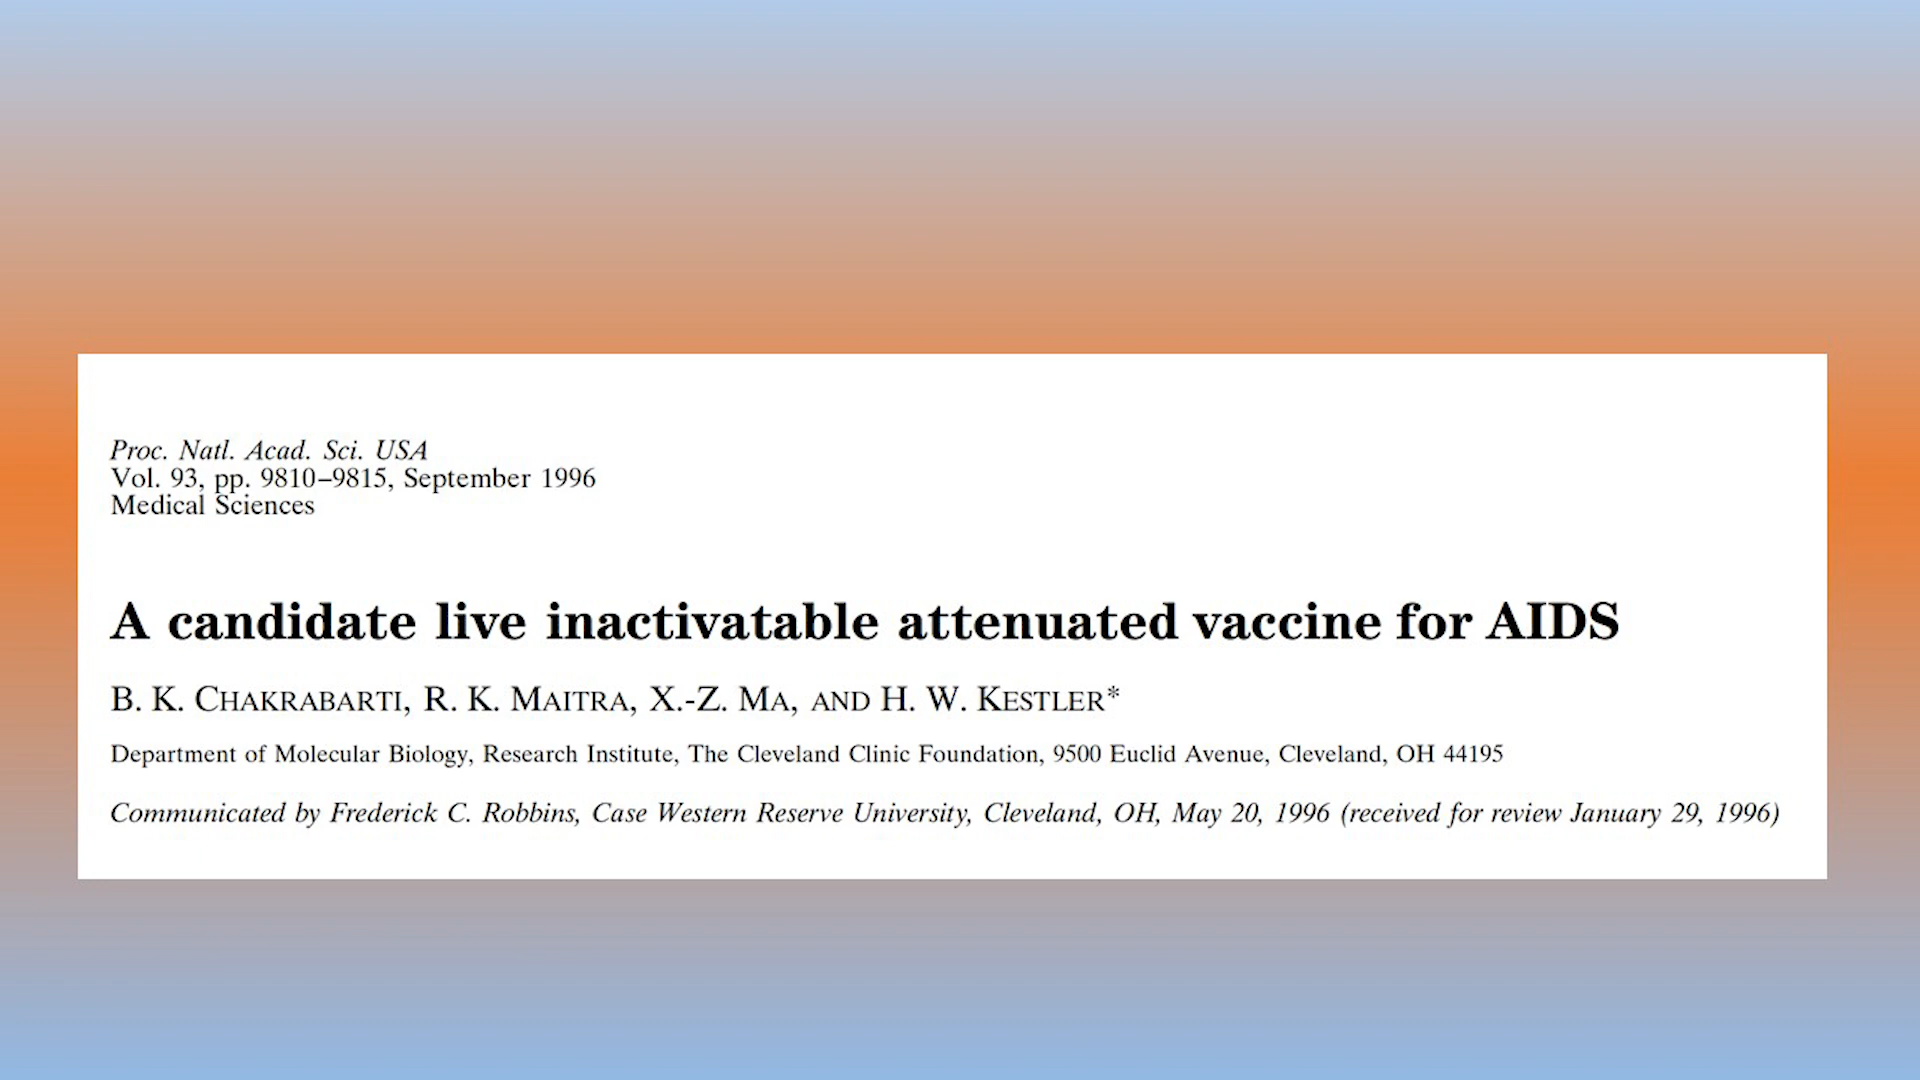 Proc. Natl. Acad. Sci. USA
Vol. 93, pp. 9810–9815, September 1996
Medical Sciences
A candidate live inactivatable attenuated vaccine for AIDS
B. K. CHAKRABARTI, R. K. MAITRA, X.-Z. MA, AND H. W. KESTLER*
Department of Molecular Biology, Research Institute, The Cleveland Clinic Foundation, 9500 Euclid Avenue, Cleveland, OH 44195
Communicated by Frederick C. Robbins, Case Western Reserve University, Cleveland, OH, May 20, 1996 (received for review January 29, 1996)